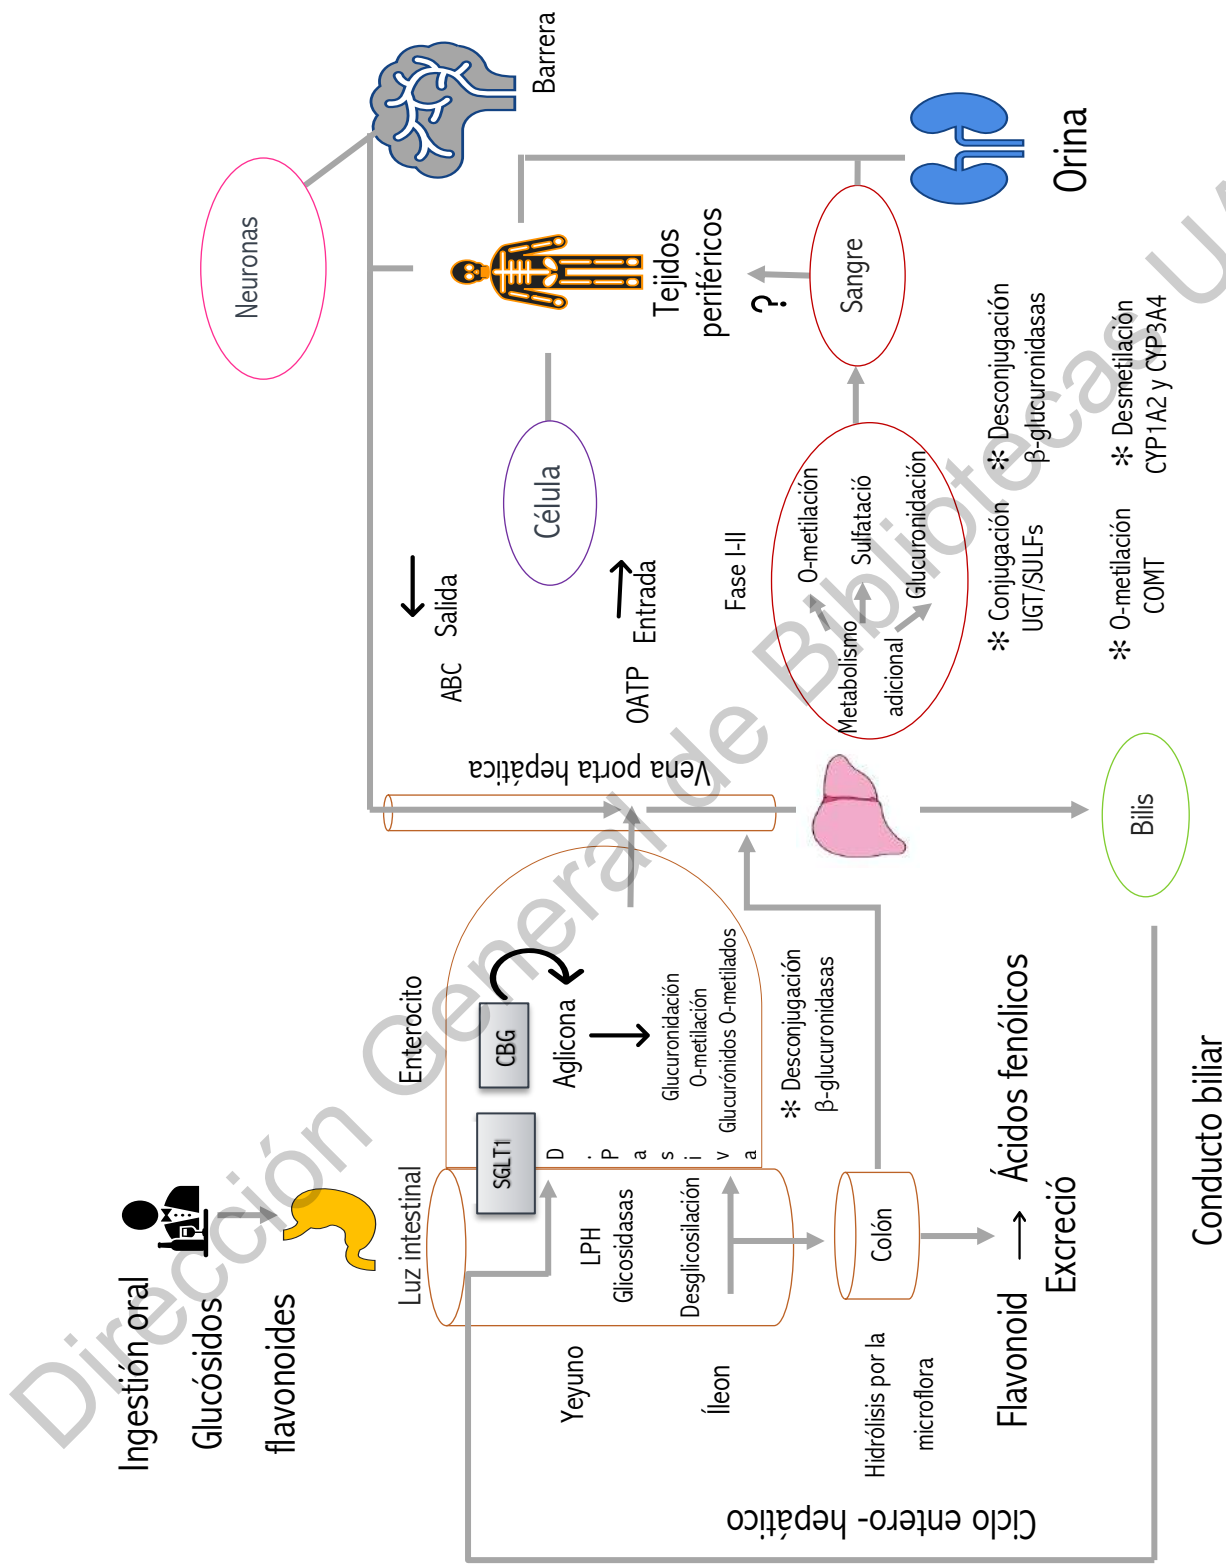 Ingestión oral
Glucósidos
flavonoides
Luz intestinal
Enterocito
SGLT1
CBG
Aglicona
D
i
P
a
s
i
v
a
Glucuronidación
O-metilación
Glucurónidos O-metilados
Yeyuno
LPH
Glicosidasas
Íleon
Desglicosilación
* Desconjugación
β-glucuronidasas
Hidrólisis por la
microflora
Colón
Flavonoid → Ácidos fenólicos
Excreció
Ciclo entero - hepático
Conducto biliar
Bilis
Vena porta hepática
ABC
Salida
OATP
Entrada
Célula
Neuronas
Barrera
Tejidos
periféricos
?
Sangre
Orina
Fase I-II
Metabolismo
adicional
O-metilación
Sulfatació
Glucuronidación
* Conjugación
UGT/SULFs
* Desconjugación
β-glucuronidasas
* O-metilación
COMT
* Desmetilación
CYP1A2 y CYP3A4
Dirección General de Bibliotecas